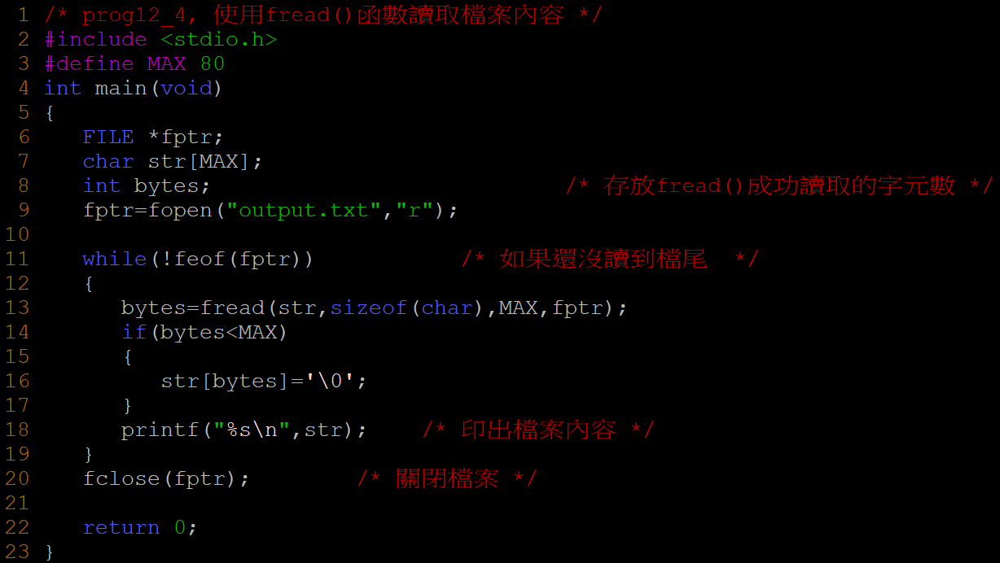 1 /* prog12_4, 使用fread()函數讀取檔案內容 */
2 #include <stdio.h>
3 #define MAX 80
4 int main(void)
5 {
6    FILE *fptr;
7    char str[MAX];
8    int bytes;                           /* 存放fread()成功讀取的字元數 */
9    fptr=fopen("output.txt","r");
10
11    while(!feof(fptr))           /* 如果還沒讀到檔尾  */
12    {
13       bytes=fread(str,sizeof(char),MAX,fptr);
14       if(bytes<MAX)
15       {
16          str[bytes]='\0';
17       }
18       printf("%s\n",str);    /* 印出檔案內容 */
19    }
20    fclose(fptr);        /* 關閉檔案 */
21
22    return 0;
23 }